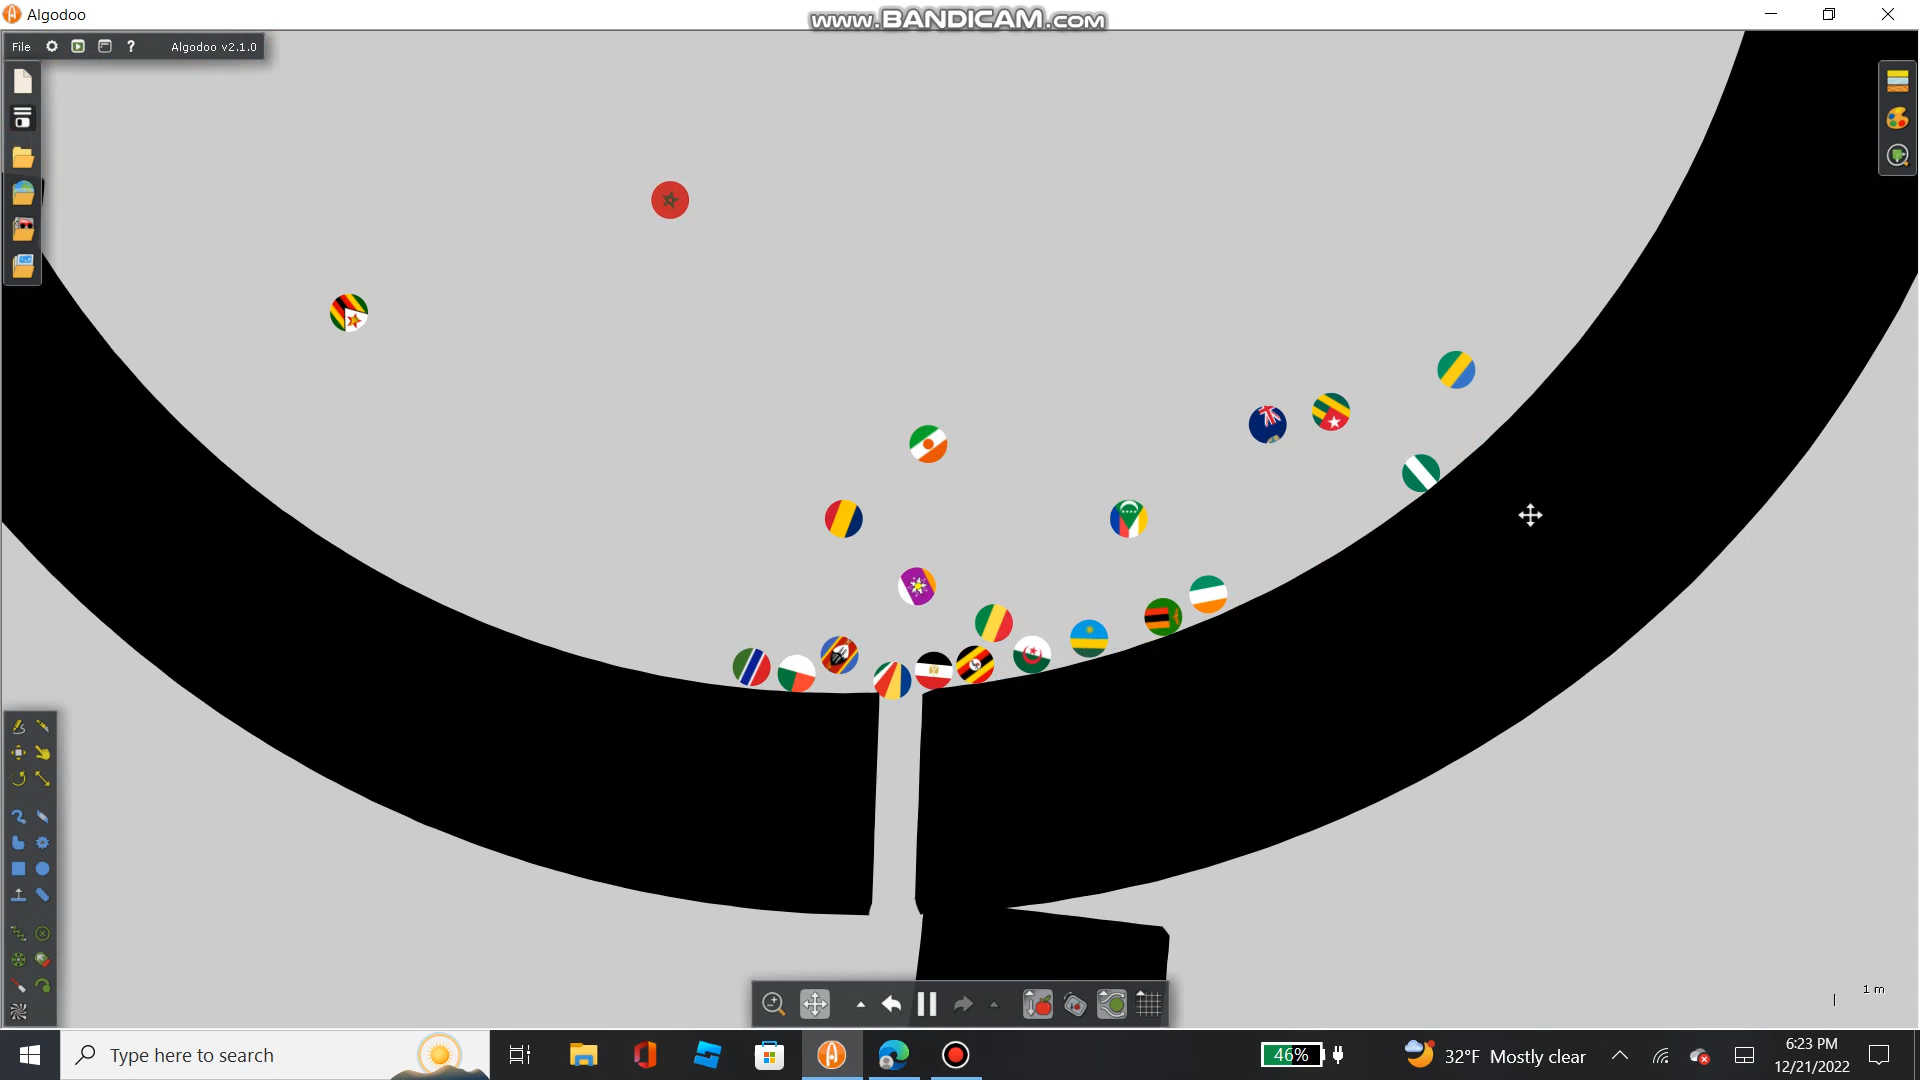 Algodoo
www.BANDICAM.com
File ? Algodoo v2.1.0
1 m
Type here to search
46%
32°F Mostly clear
6:23 PM
12/21/2022